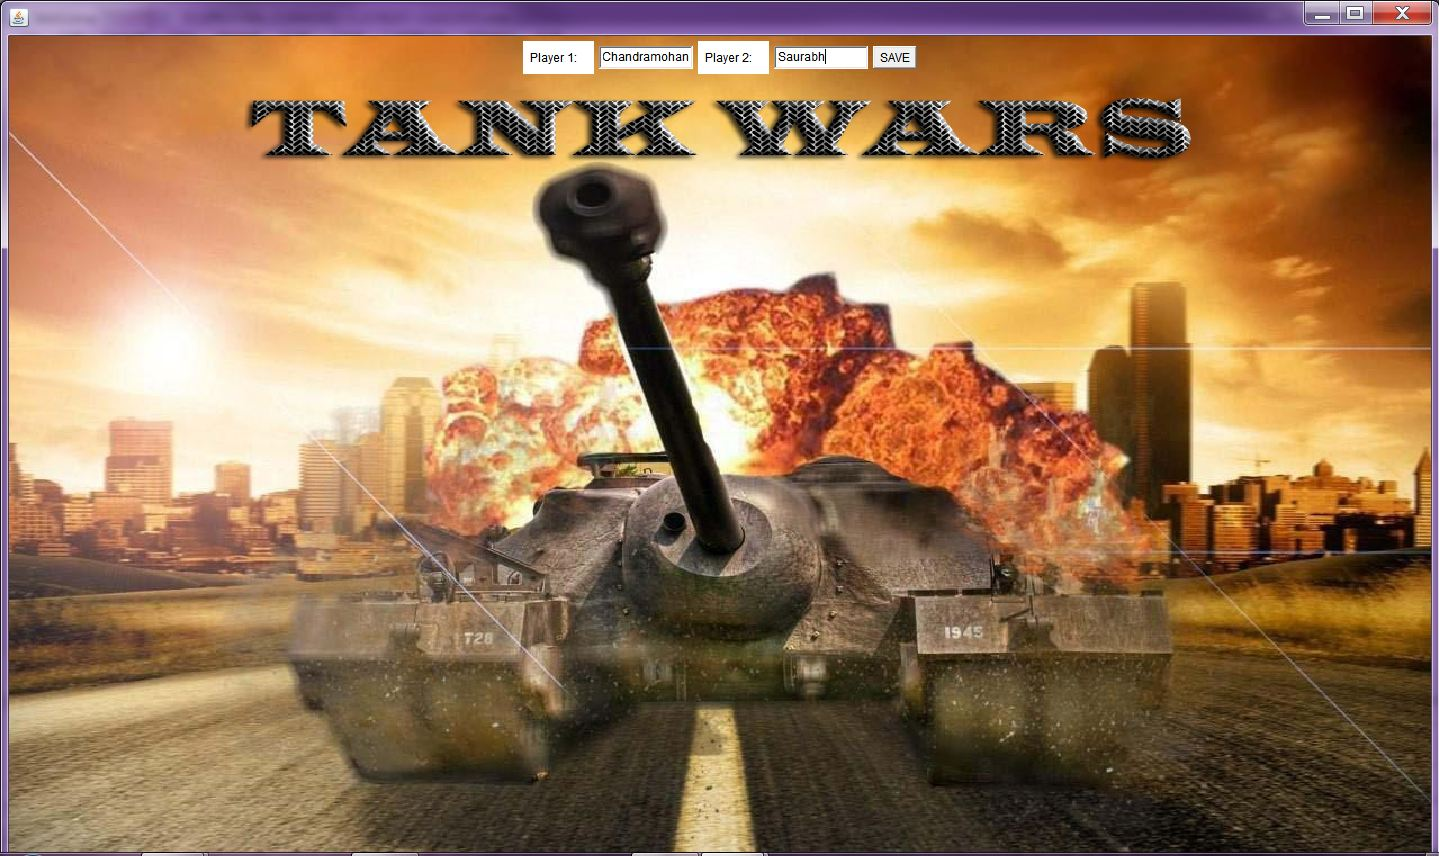 Player 1: Chandramohan Player 2: Saurabh SAVE
TANK WARS
T28 1945